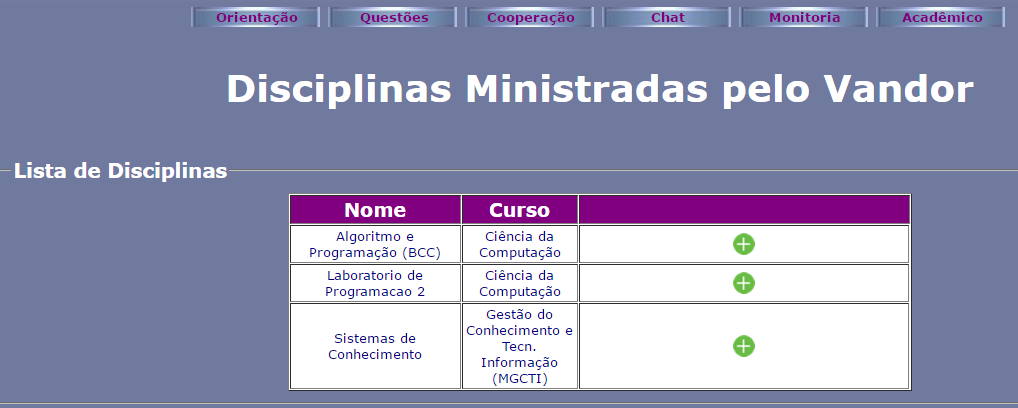 Orientação Questões Cooperação Chat Monitoria Acadêmico
Disciplinas Ministradas pelo Vandor
Lista de Disciplinas
Nome Curso
Algoritmo e
Programação (BCC)
Ciência da
Computação
Laboratorio de
Programacao 2
Ciência da
Computação
Sistemas de
Conhecimento
Gestão do
Conhecimento e
Tecn.
Informação
(MGCTI)